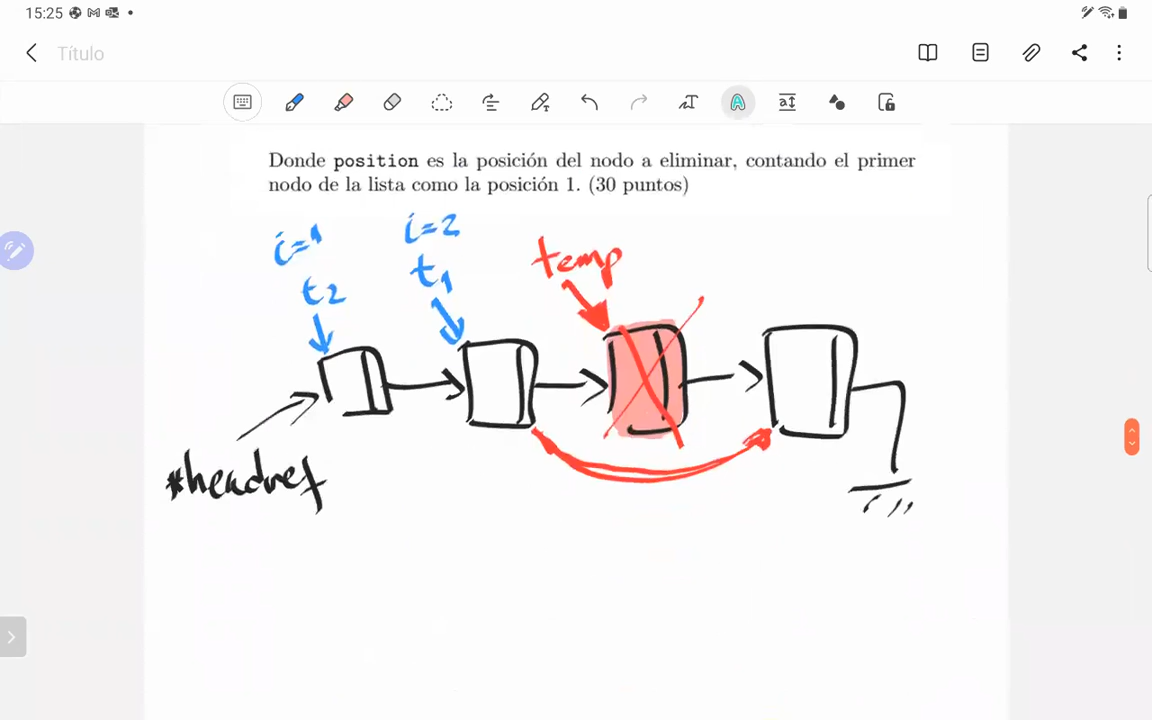 15:25
Título
Donde position es la posición del nodo a eliminar, contando el primer
nodo de la lista como la posición 1. (30 puntos)
i=1
i=2
t2
t1
temp
*headref